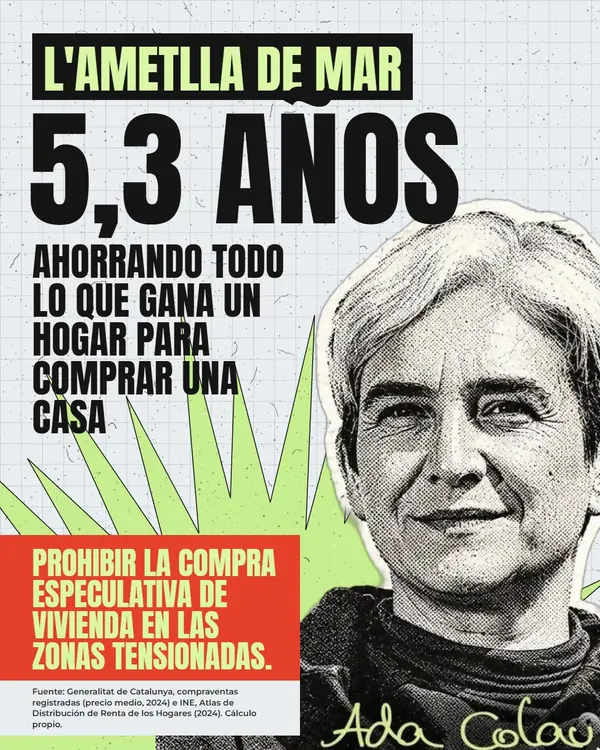 L'AMETLLA DE MAR
5,3 AÑOS
AHORRANDO TODO
LO QUE GANA UN
HOGAR PARA
COMPRAR UNA
CASA
PROHIBIR LA COMPRA
ESPECULATIVA DE
VIVIENDA EN LAS
ZONAS TENSIONADAS.
Fuente: Generalitat de Catalunya, compraventas
registradas (precio medio, 2024) e INE, Atlas de
Distribución de Renta de los Hogares (2024). Cálculo
propio.
Ada Colau